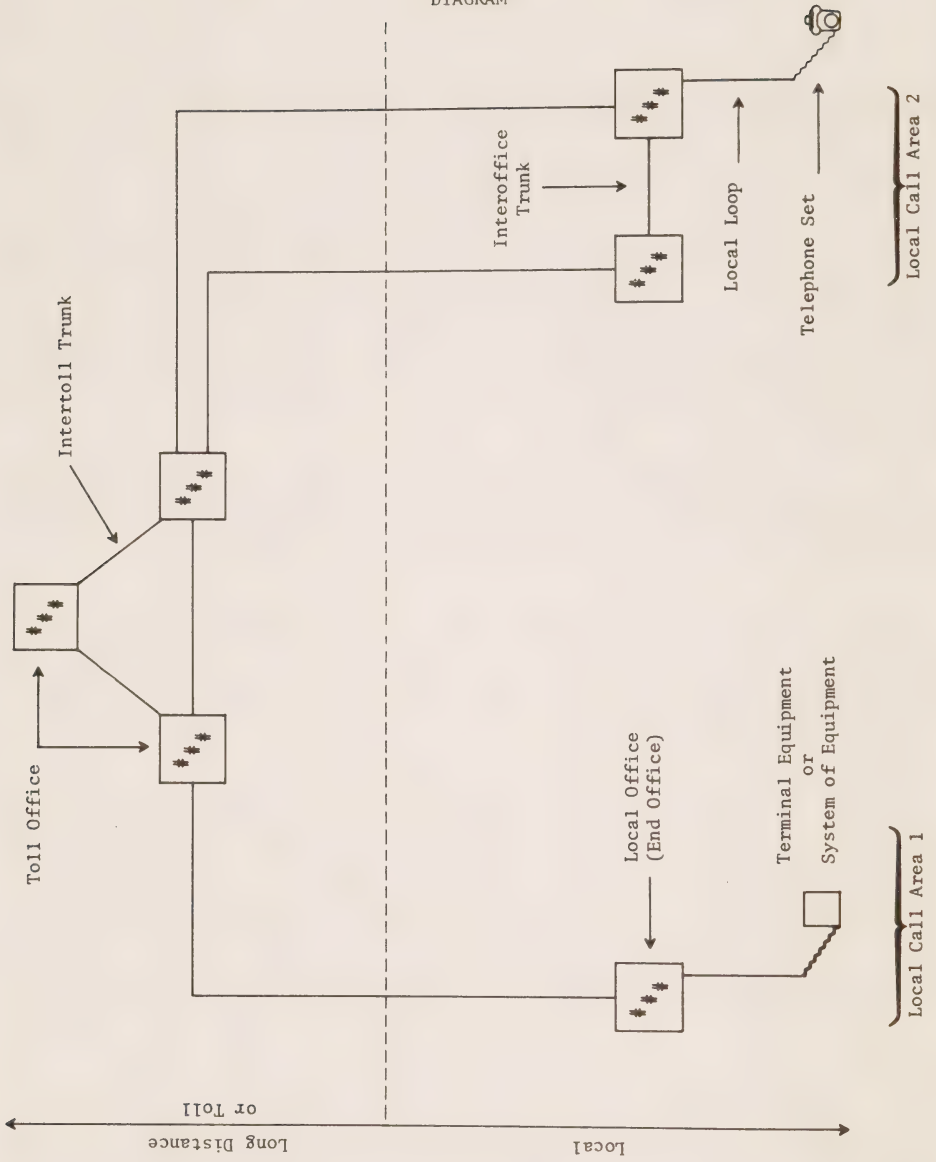 DIAGRAM
Toll Office
Intertoll Trunk
Interoffice
Trunk
Local Office
(End Office)
Local Loop
Telephone Set
Terminal Equipment
or
System of Equipment
Local Call Area 1
Local Call Area 2
Long Distance
or Toll
Local